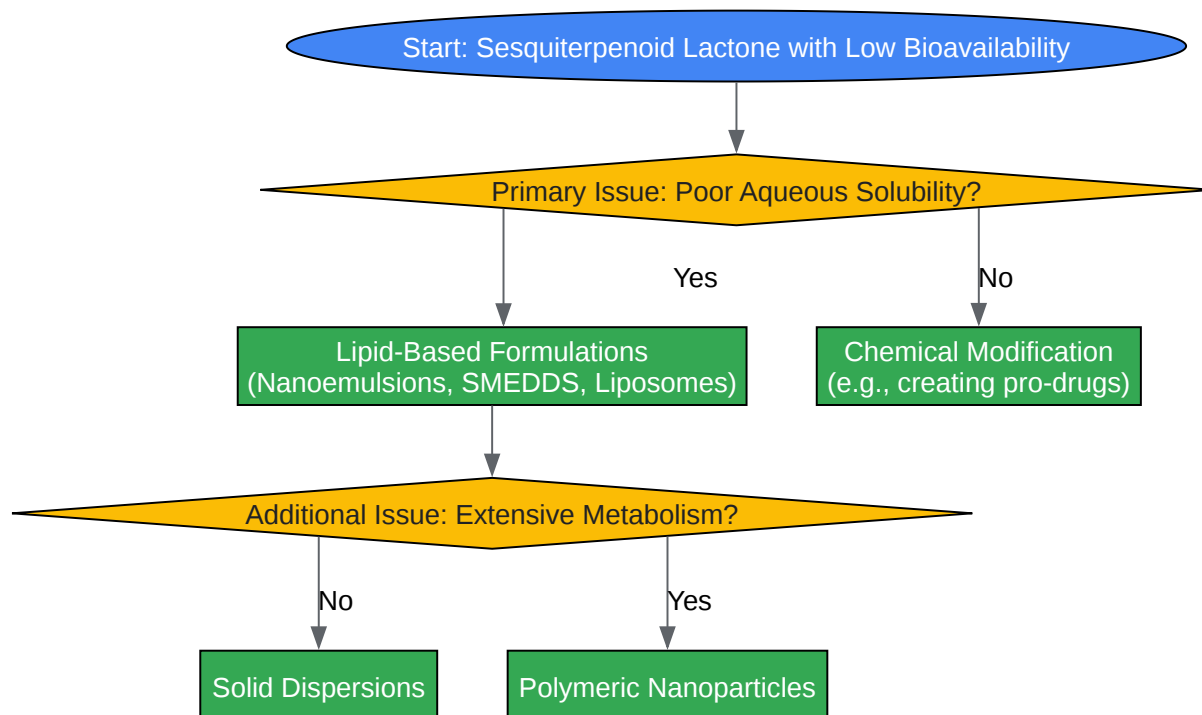 Start: Sesquiterpenoid Lactone with Low Bioavailability
Primary Issue: Poor Aqueous Solubility?
Yes
No
Lipid-Based Formulations
(Nanoemulsions, SMEDDS, Liposomes)
Chemical Modification
(e.g., creating pro-drugs)
Additional Issue: Extensive Metabolism?
No
Yes
Solid Dispersions
Polymeric Nanoparticles